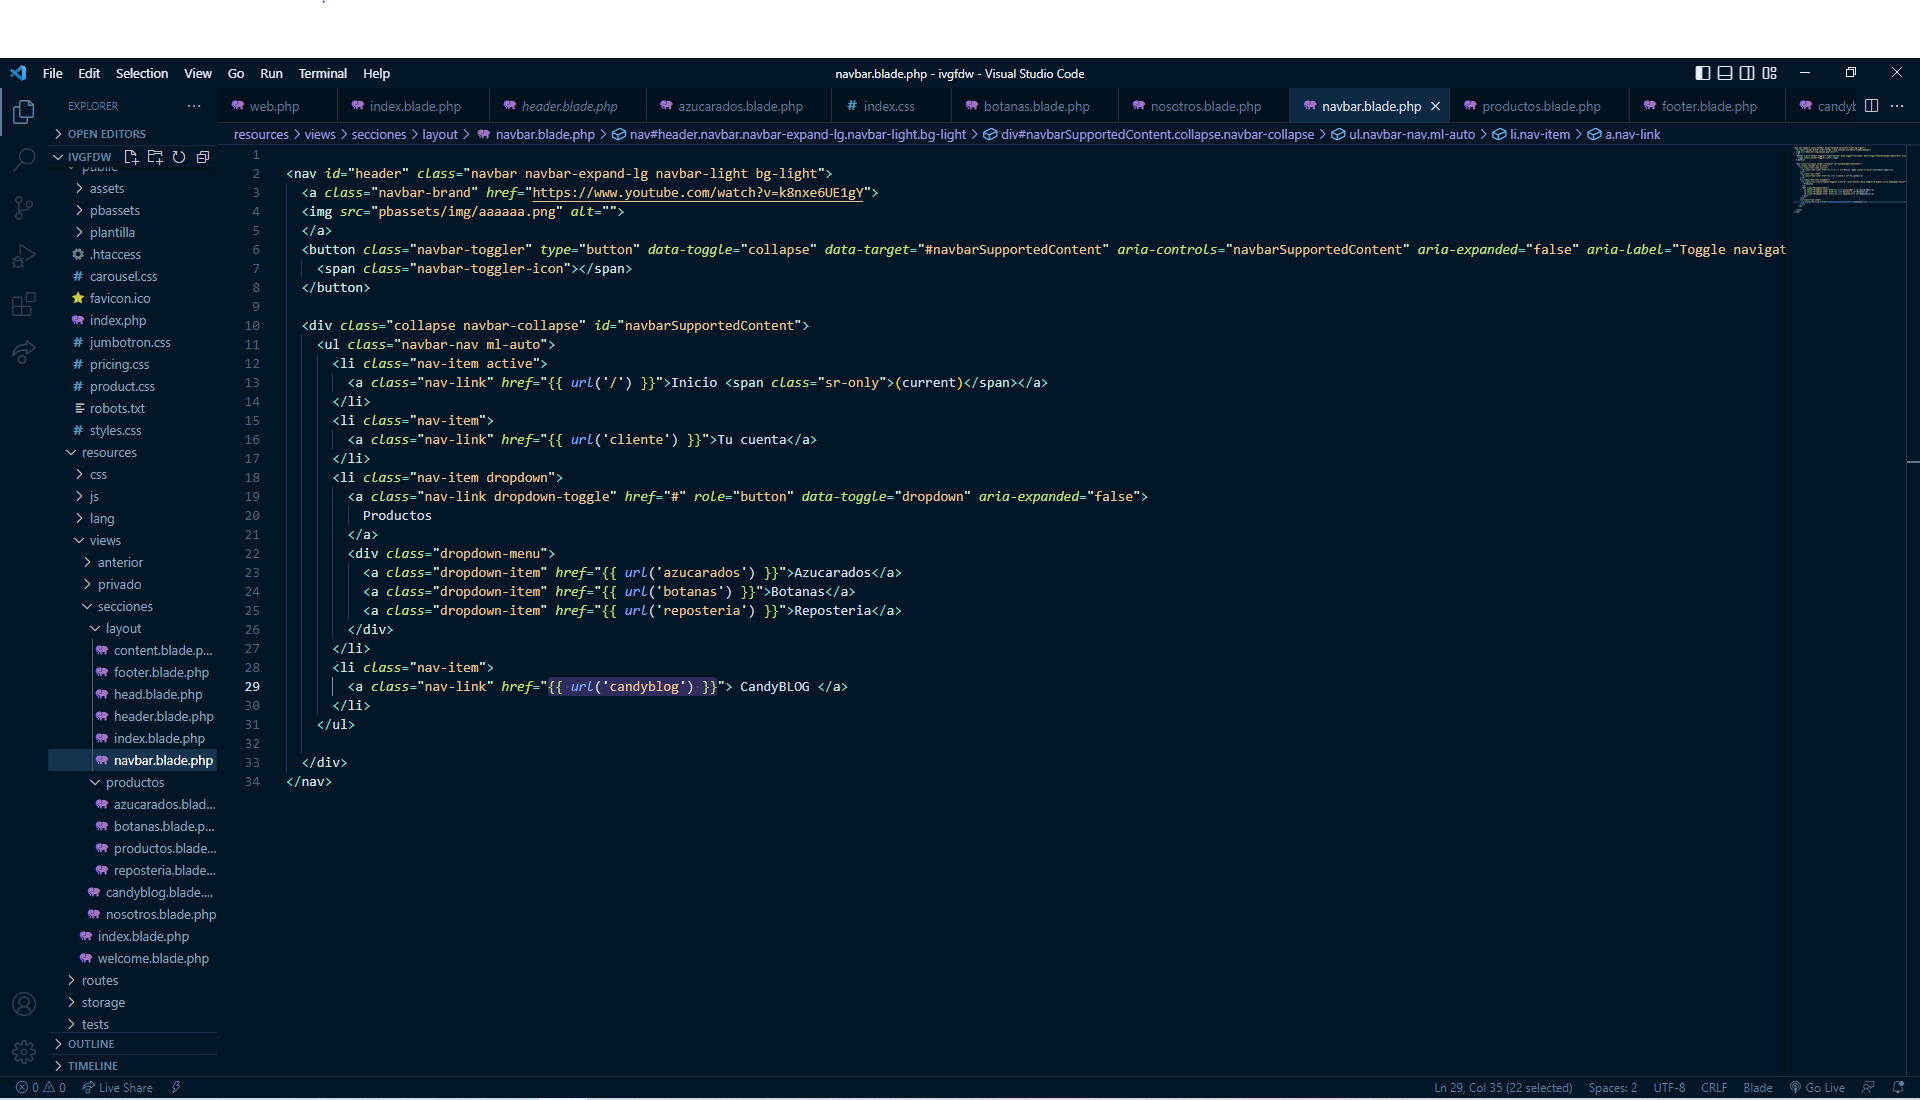 File Edit Selection View Go Run Terminal Help
navbar.blade.php - ivgfdw - Visual Studio Code
EXPLORER
web.php index.blade.php header.blade.php azucarados.blade.php index.css botanas.blade.php nosotros.blade.php navbar.blade.php productos.blade.php footer.blade.php candyb
OPEN EDITORS
resources > views > secciones > layout > navbar.blade.php > nav#header.navbar.navbar-expand-lg.navbar-light.bg-light > div#navbarSupportedContent.collapse.navbar-collapse > ul.navbar-nav.ml-auto > li.nav-item > a.nav-link
IVGFDW
public
assets
pbassets
plantilla
.htaccess
carousel.css
favicon.ico
index.php
jumbotron.css
pricing.css
product.css
robots.txt
styles.css
resources
css
js
lang
views
anterior
privado
secciones
layout
content.blade.p...
footer.blade.php
head.blade.php
header.blade.php
index.blade.php
navbar.blade.php
productos
azucarados.blad...
botanas.blade.p...
productos.blade...
reposteria.blade...
candyblog.blade....
nosotros.blade.php
index.blade.php
welcome.blade.php
routes
storage
tests
OUTLINE
TIMELINE
1
2 <nav id="header" class="navbar navbar-expand-lg navbar-light bg-light">
3 <a class="navbar-brand" href="https://www.youtube.com/watch?v=k8nxe6UE1gY">
4 <img src="pbassets/img/aaaaaa.png" alt="">
5 </a>
6 <button class="navbar-toggler" type="button" data-toggle="collapse" data-target="#navbarSupportedContent" aria-controls="navbarSupportedContent" aria-expanded="false" aria-label="Toggle navigat
7 <span class="navbar-toggler-icon"></span>
8 </button>
9
10 <div class="collapse navbar-collapse" id="navbarSupportedContent">
11 <ul class="navbar-nav ml-auto">
12 <li class="nav-item active">
13 <a class="nav-link" href="{{ url('/') }}">Inicio <span class="sr-only">(current)</span></a>
14 </li>
15 <li class="nav-item">
16 <a class="nav-link" href="{{ url('cliente') }}">Tu cuenta</a>
17 </li>
18 <li class="nav-item dropdown">
19 <a class="nav-link dropdown-toggle" href="#" role="button" data-toggle="dropdown" aria-expanded="false">
20 Productos
21 </a>
22 <div class="dropdown-menu">
23 <a class="dropdown-item" href="{{ url('azucarados') }}">Azucarados</a>
24 <a class="dropdown-item" href="{{ url('botanas') }}">Botanas</a>
25 <a class="dropdown-item" href="{{ url('reposteria') }}">Reposteria</a>
26 </div>
27 </li>
28 <li class="nav-item">
29 <a class="nav-link" href="{{ url('candyblog') }}"> CandyBLOG </a>
30 </li>
31 </ul>
32
33 </div>
34 </nav>
0 0 Live Share
Ln 29, Col 35 (22 selected) Spaces: 2 UTF-8 CRLF Blade Go Live